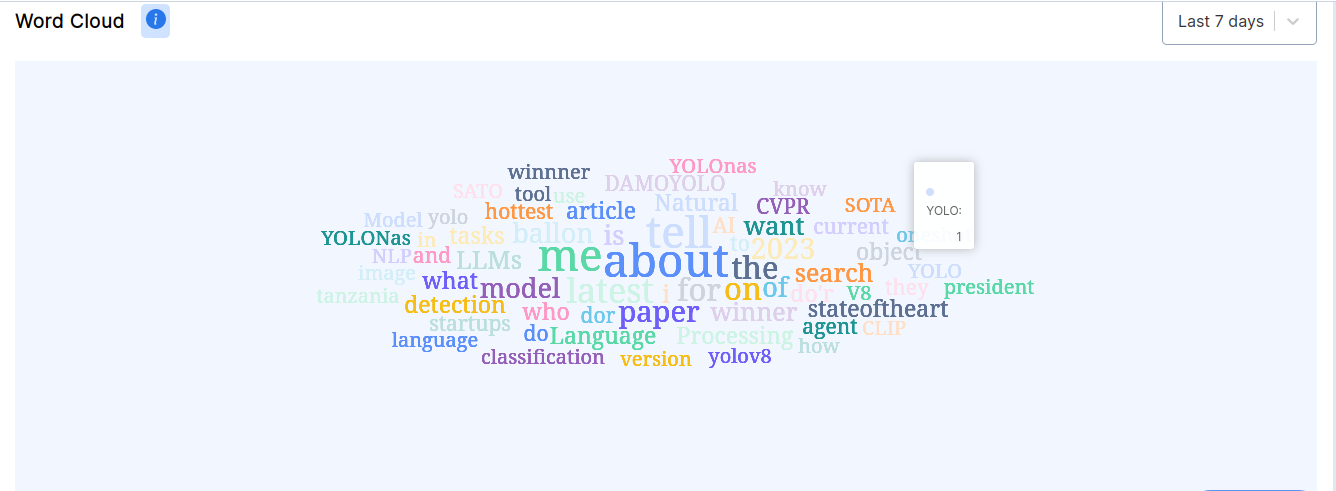 Word Cloud i
Last 7 days
YOLOnas
winnner
SATO tool use DAMOYOLO know
Model yolo hottest article Natural CVPR SOTA YOLO:
YOLONas in tasks ballon is tell AI want current
1
NLP and LLMs me about the to 2023 object
image what model latest i for on of do'r search V8 they YOLO president
tanzania detection who dor paper winner stateoftheart
startups do Language Processing agent CLIP
language how
classification version yolov8